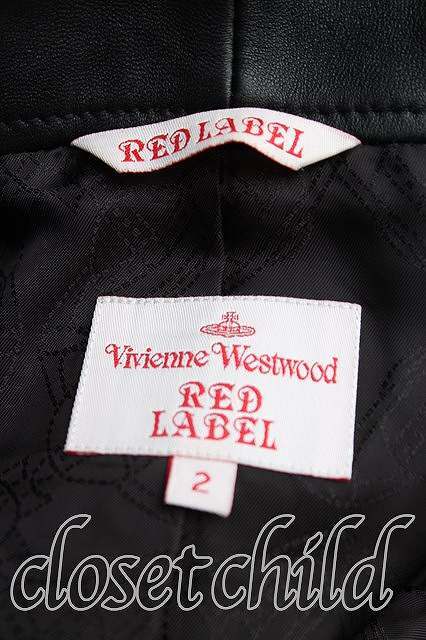 RED LABEL
Vivienne Westwood
RED
LABEL
2
closet child